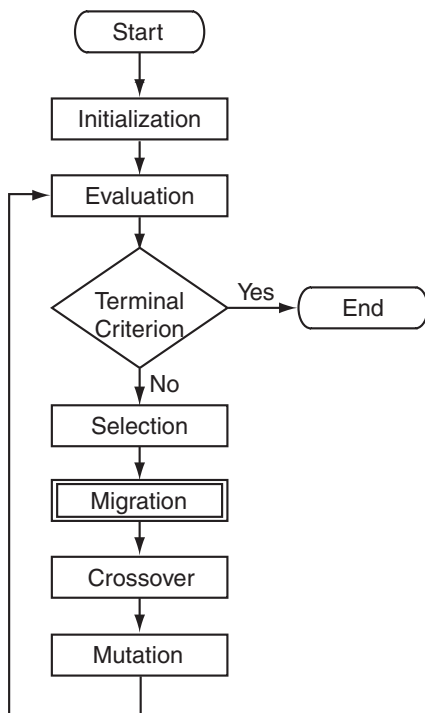 Start
Initialization
Evaluation
Terminal
Criterion
Yes
End
No
Selection
Migration
Crossover
Mutation